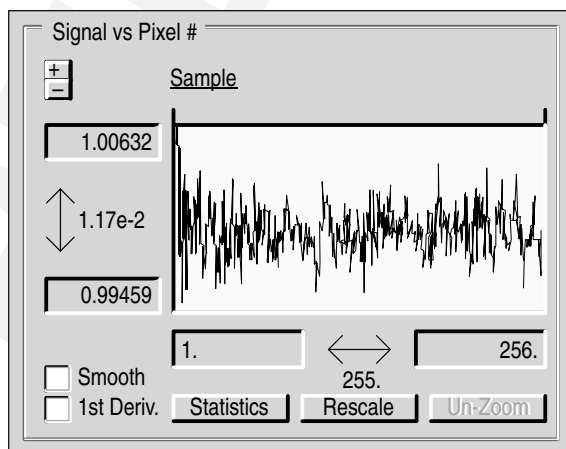 Signal vs Pixel #
+
−
Sample
1.00632
1.17e-2
0.99459
1.
256.
255.
Smooth
1st Deriv.
Statistics
Rescale
Un-Zoom